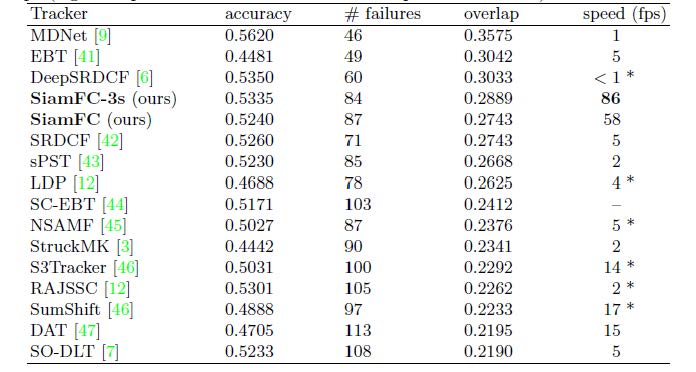 Tracker accuracy # failures overlap speed (fps)
MDNet [9] 0.5620 46 0.3575 1
EBT [41] 0.4481 49 0.3042 5
DeepSRDCF [6] 0.5350 60 0.3033 < 1 *
SiamFC-3s (ours) 0.5335 84 0.2889 86
SiamFC (ours) 0.5240 87 0.2743 58
SRDCF [42] 0.5260 71 0.2743 5
sPST [43] 0.5230 85 0.2668 2
LDP [12] 0.4688 78 0.2625 4 *
SC-EBT [44] 0.5171 103 0.2412 –
NSAMF [45] 0.5027 87 0.2376 5 *
StruckMK [3] 0.4442 90 0.2341 2
S3Tracker [46] 0.5031 100 0.2292 14 *
RAJSSC [12] 0.5301 105 0.2262 2 *
SumShift [46] 0.4888 97 0.2233 17 *
DAT [47] 0.4705 113 0.2195 15
SO-DLT [7] 0.5233 108 0.2190 5